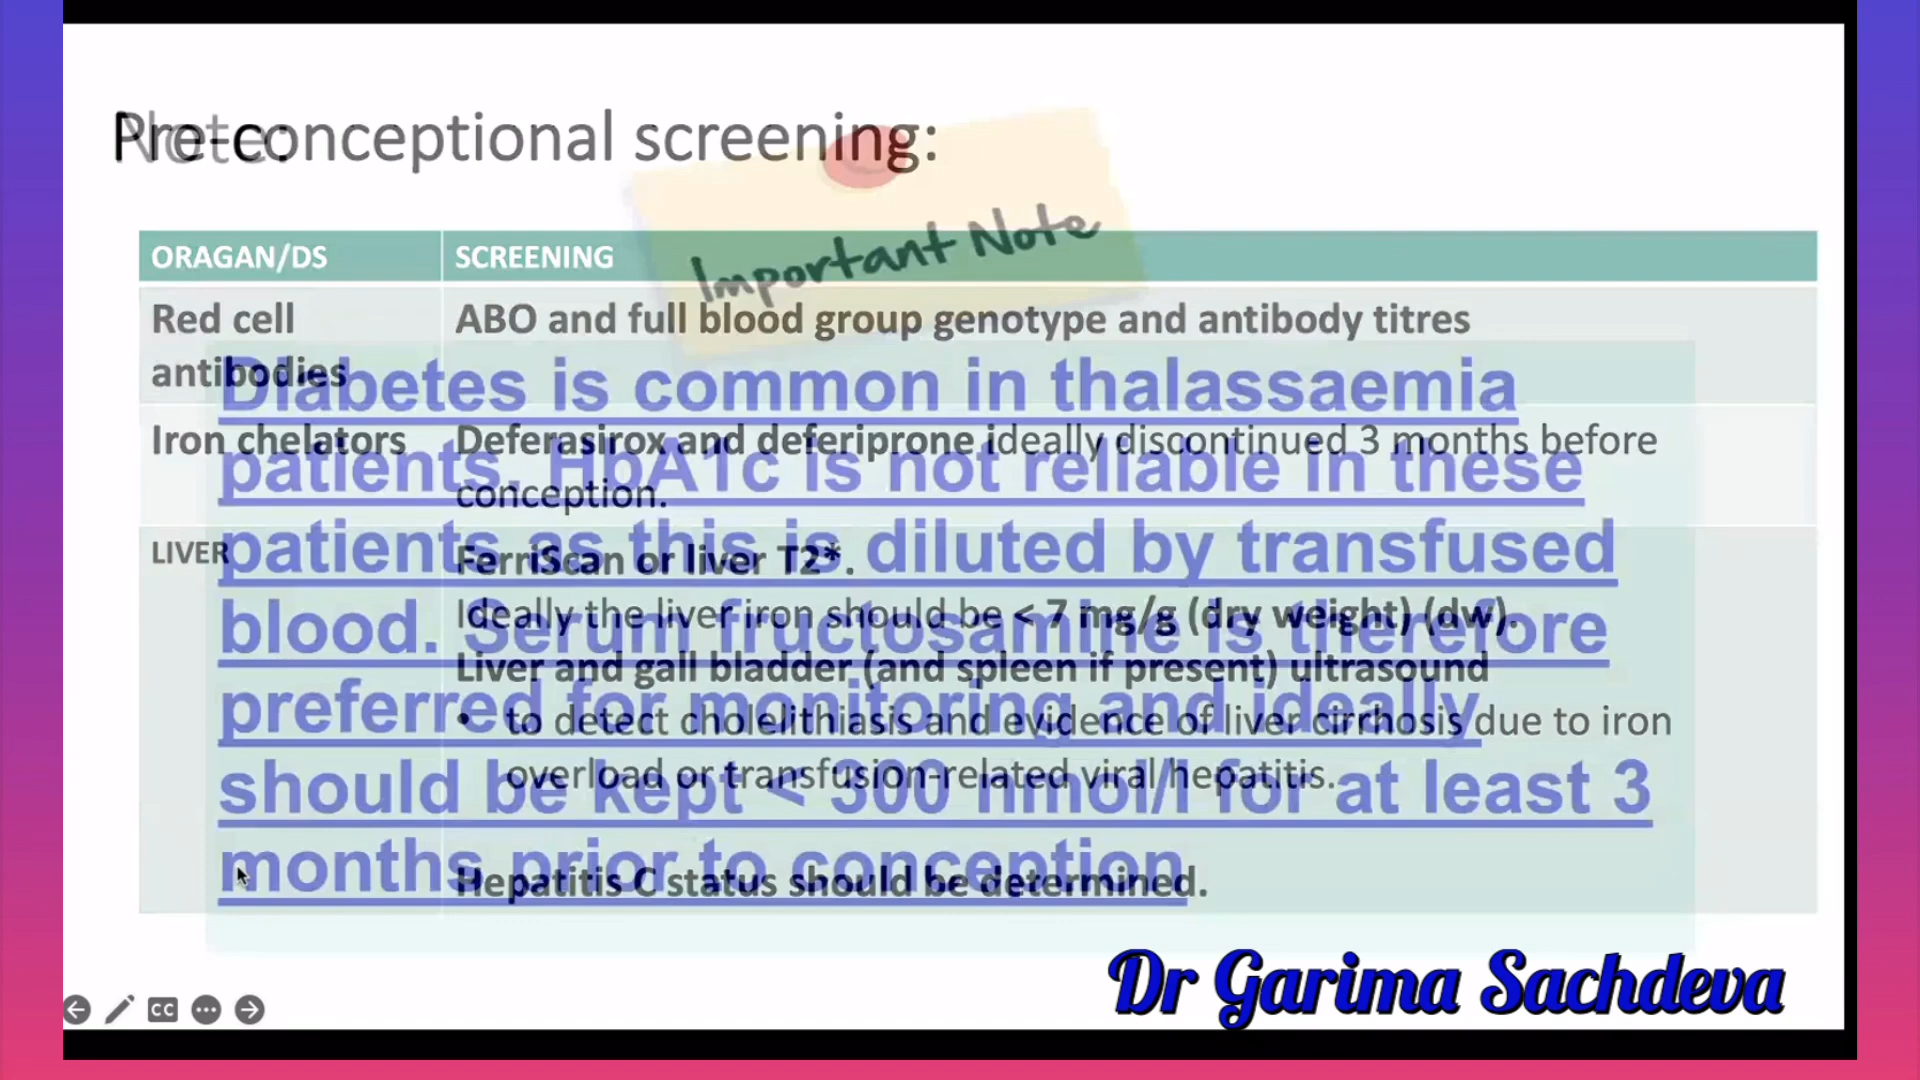 Pre-conceptional screening:
Note:
Important Note
ORAGAN/DS SCREENING
Red cell antibodies
ABO and full blood group genotype and antibody titres
Iron chelators
Deferasirox and deferiprone ideally discontinued 3 months before
conception.
LIVER
FerriScan or liver T2*.
Ideally the liver iron should be < 7 mg/g (dry weight) (dw).
Liver and gall bladder (and spleen if present) ultrasound
• to detect cholelithiasis and evidence of liver cirrhosis due to iron
overload or transfusion-related viral hepatitis.
Hepatitis C status should be determined.
Diabetes is common in thalassaemia
patients. HbA1c is not reliable in these
patients as this is diluted by transfused
blood. Serum fructosamine is therefore
preferred for monitoring and ideally
should be kept < 300 nmol/l for at least 3
months prior to conception
CC
Dr Garima Sachdeva